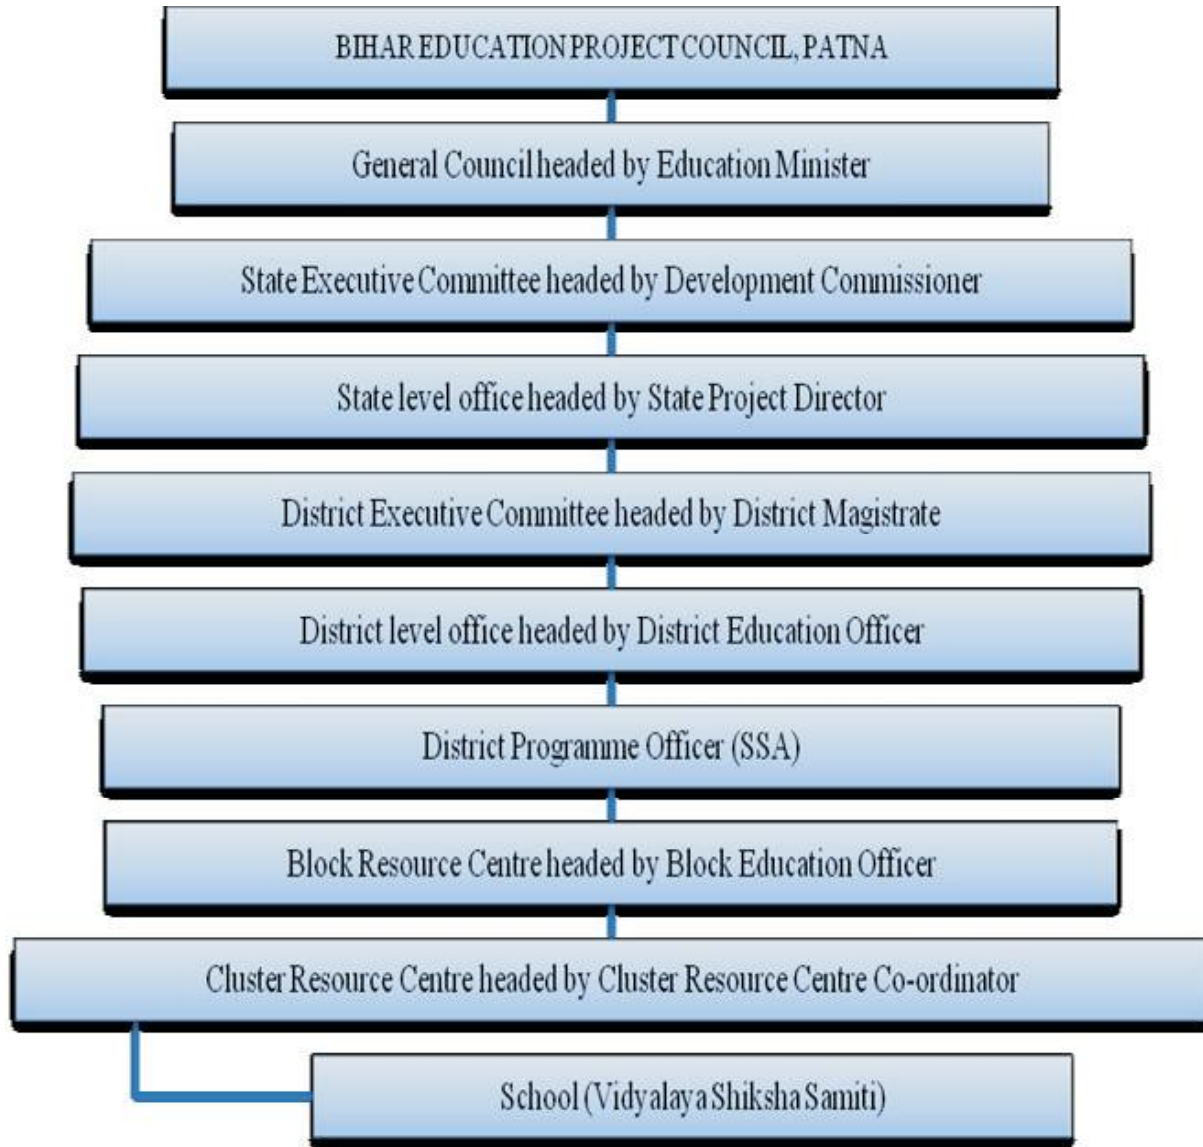 BIHAR EDUCATION PROJECT COUNCIL, PATNA
General Council headed by Education Minister
State Executive Committee headed by Development Commissioner
State level office headed by State Project Director
District Executive Committee headed by District Magistrate
District level office headed by District Education Officer
District Programme Officer (SSA)
Block Resource Centre headed by Block Education Officer
Cluster Resource Centre headed by Cluster Resource Centre Co-ordinator
School (Vidyalaya Shiksha Samiti)